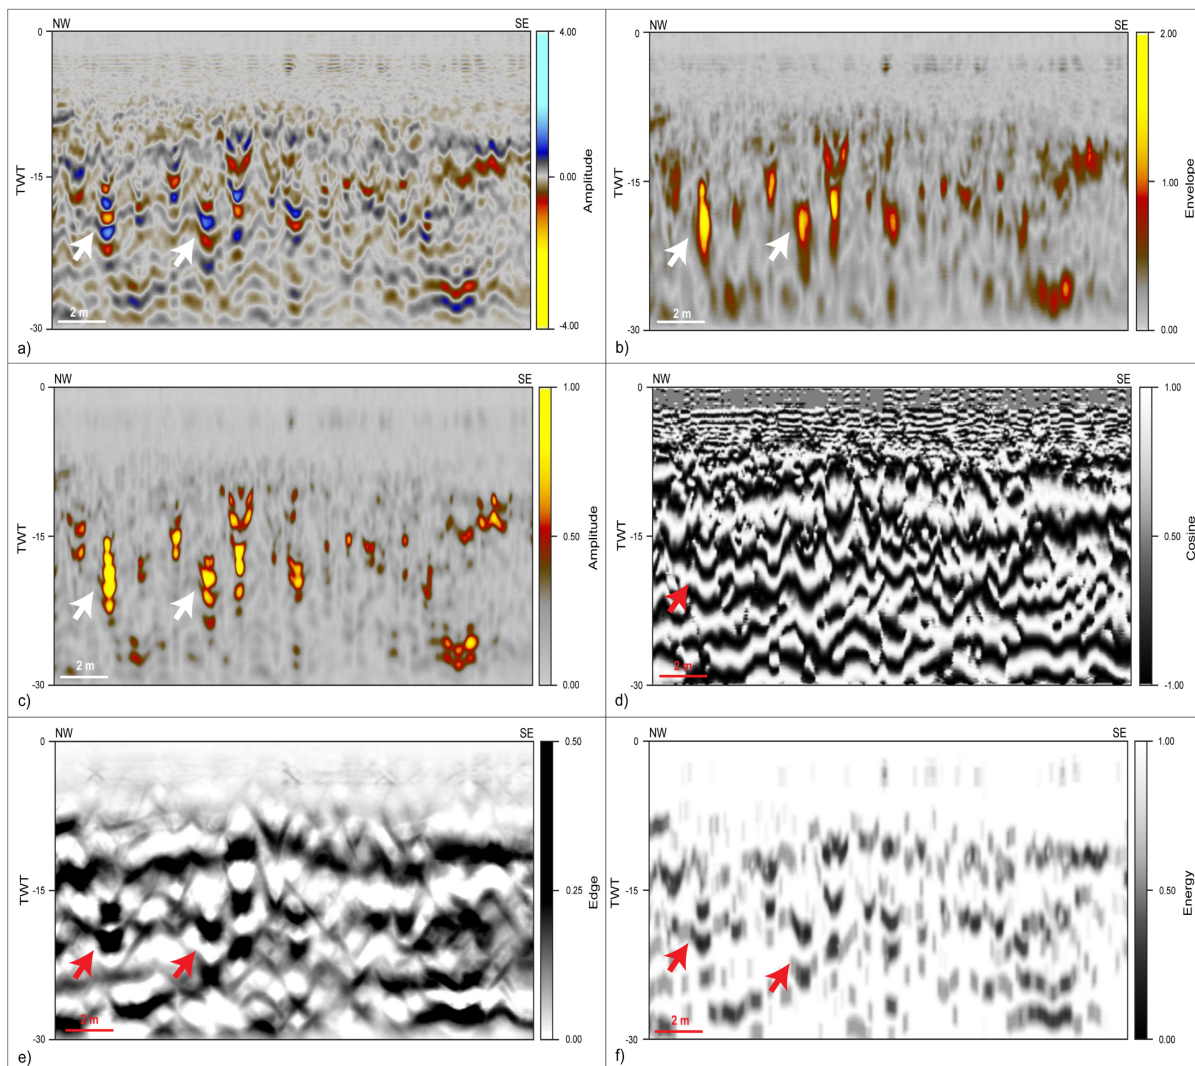 NW SE
0
TWT
-15
-30
2 m
4.00
0.00
-4.00
Amplitude
a)
NW SE
0
TWT
-15
-30
2 m
2.00
1.00
0.00
Envelope
b)
NW SE
0
TWT
-15
-30
2 m
1.00
0.50
0.00
Amplitude
c)
NW SE
0
TWT
-15
-30
2 m
1.00
0.50
-1.00
Cosine
d)
NW SE
0
TWT
-15
-30
2 m
0.50
0.25
0.00
Edge
e)
NW SE
0
TWT
-15
-30
2 m
1.00
0.50
0.00
Energy
f)